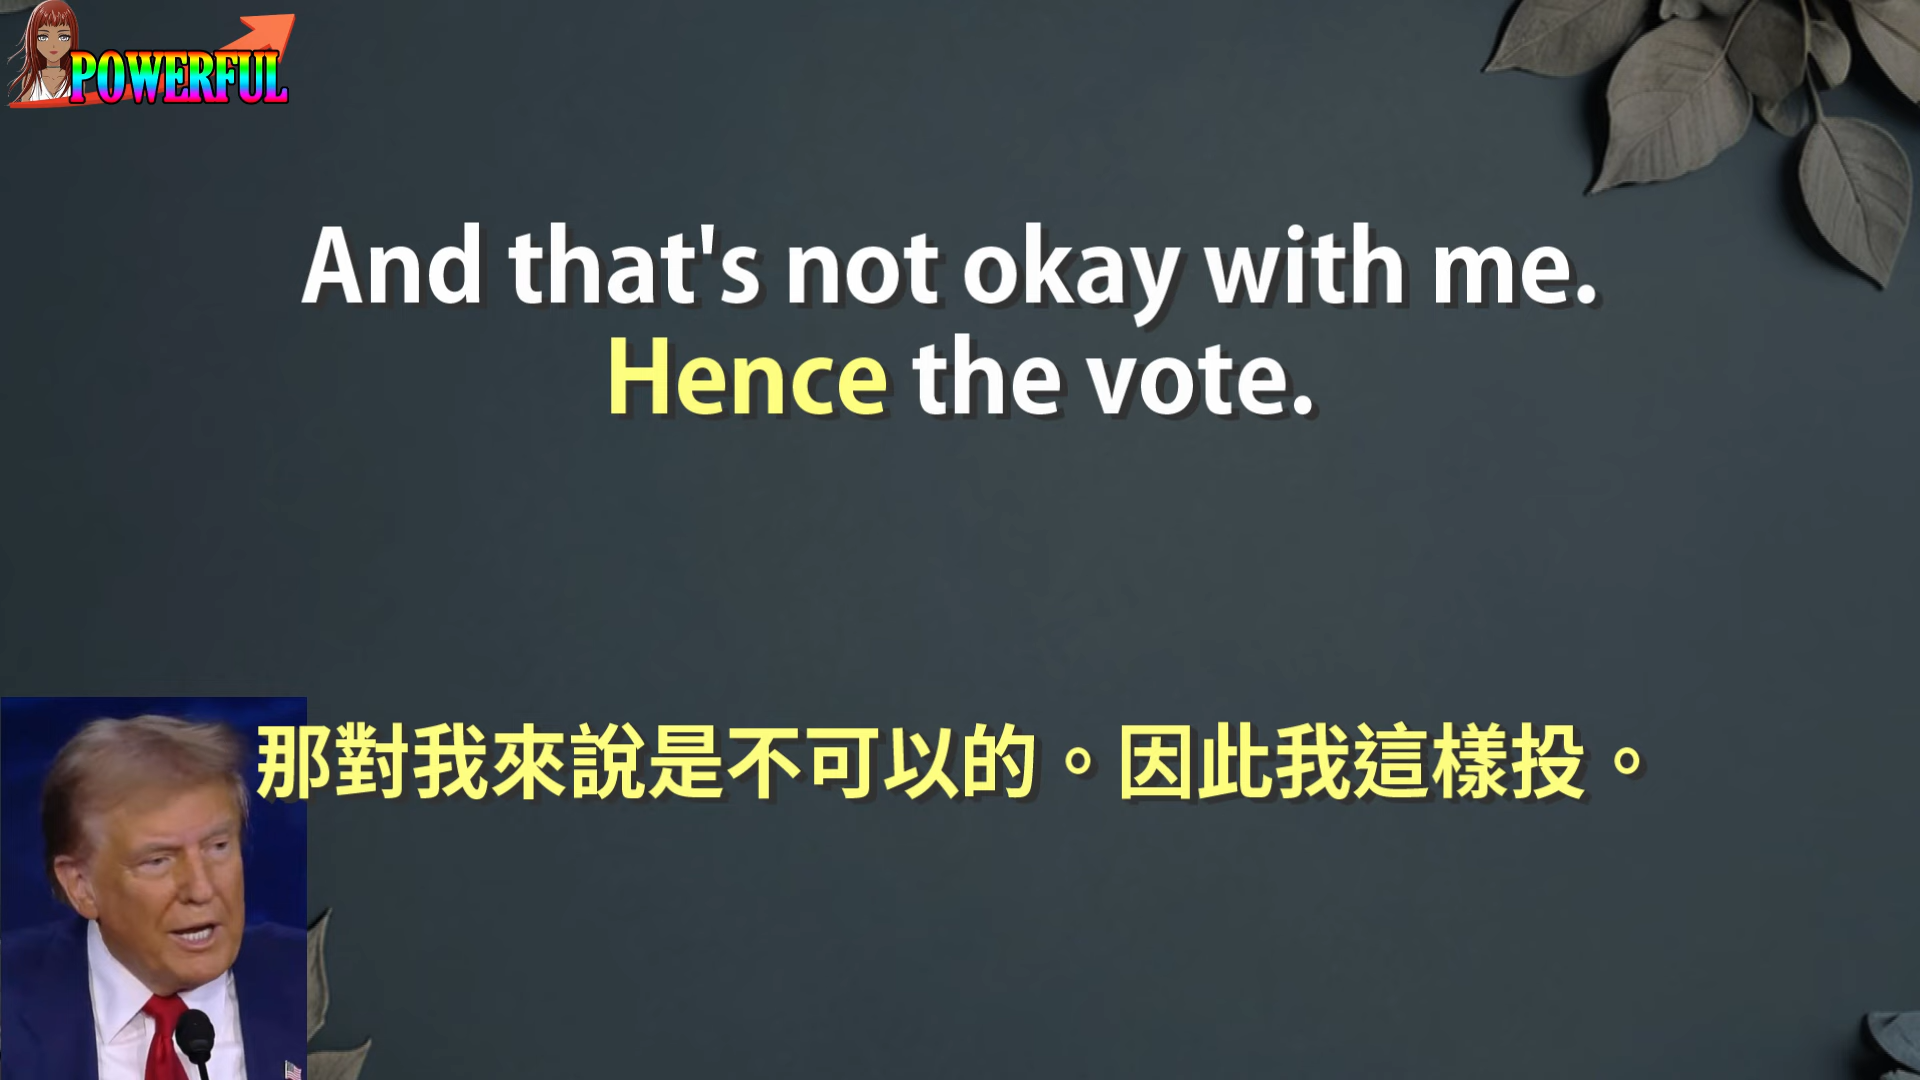 POWERFUL
And that's not okay with me.
Hence the vote.
那對我來說是不可以的。因此我這樣投。